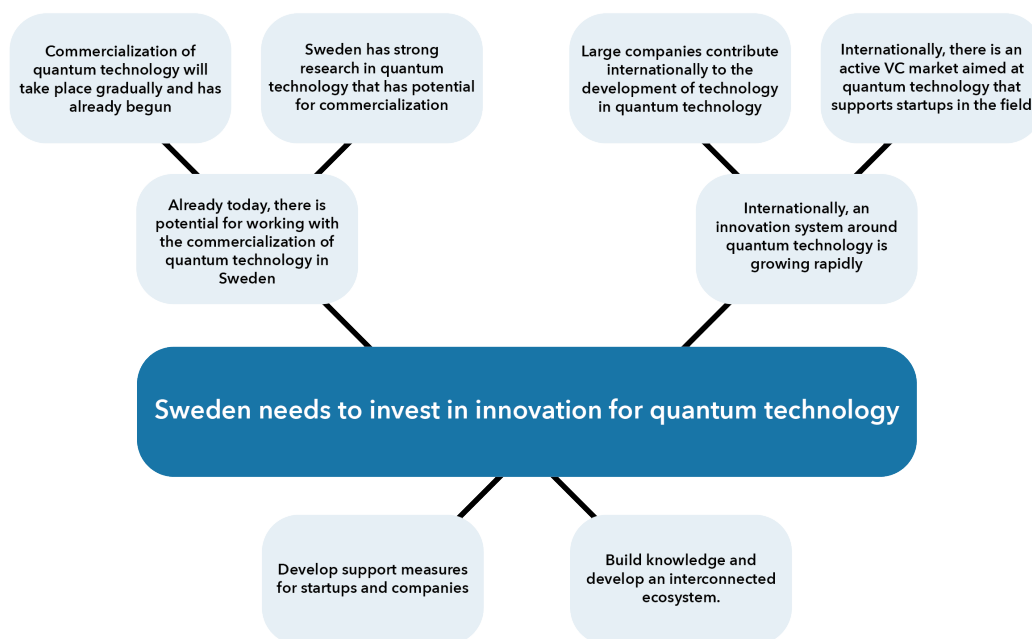 Commercialization of
quantum technology will
take place gradually and has
already begun
Sweden has strong
research in quantum
technology that has potential
for commercialization
Large companies contribute
internationally to the
development of technology
in quantum technology
Internationally, there is an
active VC market aimed at
quantum technology that
supports startups in the field
Already today, there is
potential for working with
the commercialization of
quantum technology in
Sweden
Internationally, an
innovation system around
quantum technology is
growing rapidly
Sweden needs to invest in innovation for quantum technology
Develop support measures
for startups and companies
Build knowledge and
develop an interconnected
ecosystem.